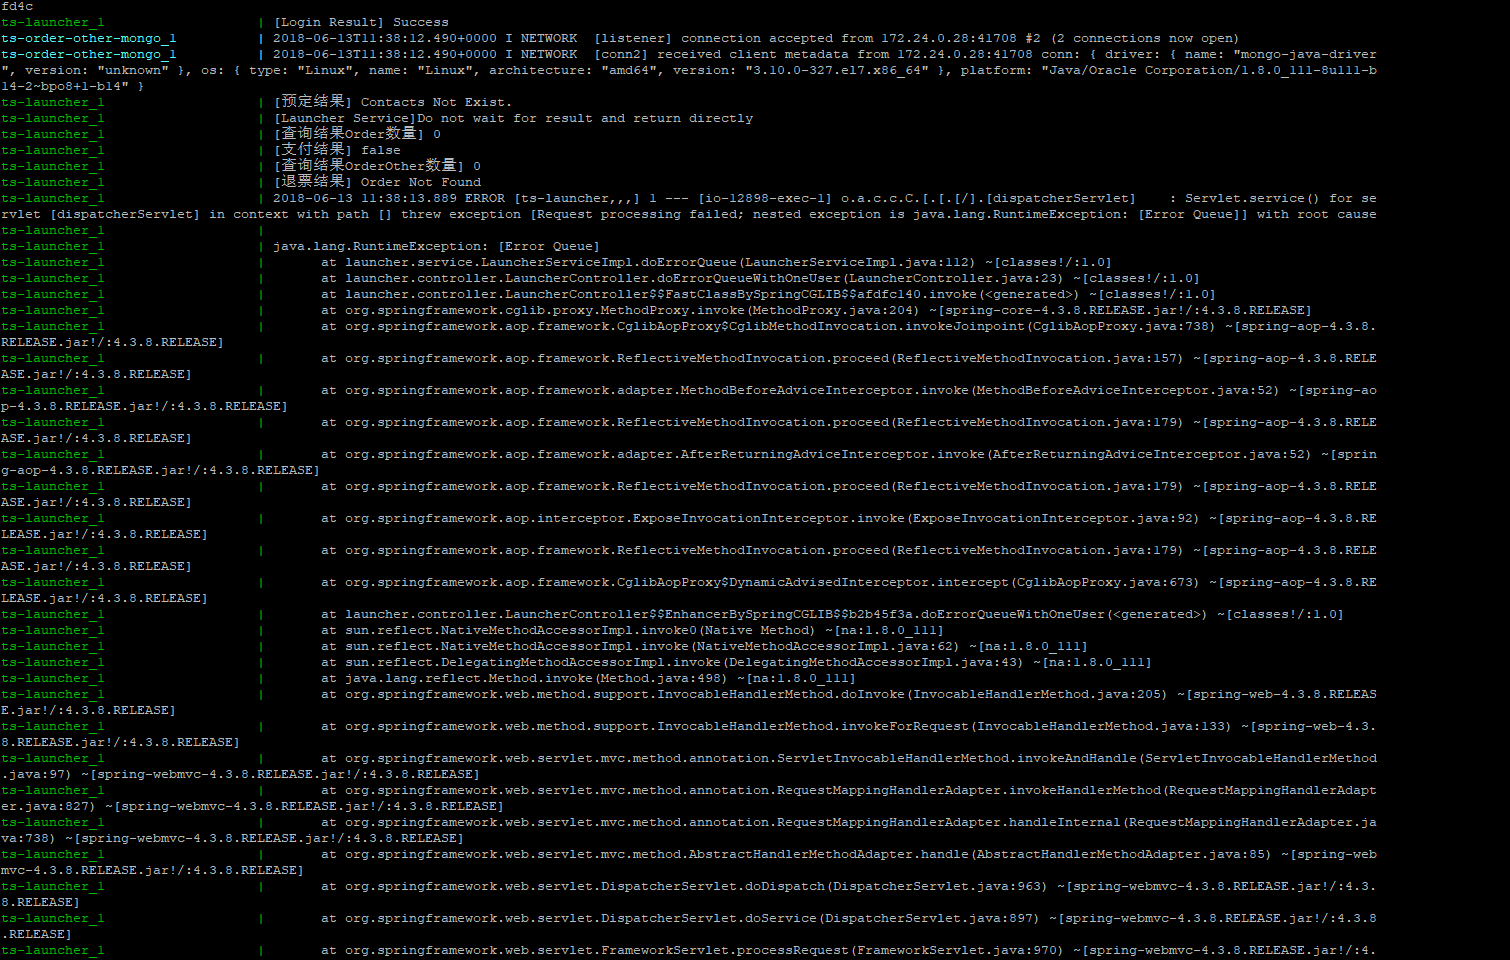 fd4c
ts-launcher_1 | [Login Result] Success
ts-order-other-mongo_1 | 2018-06-13T11:38:12.490+0000 I NETWORK [listener] connection accepted from 172.24.0.28:41708 #2 (2 connections now open)
ts-order-other-mongo_1 | 2018-06-13T11:38:12.490+0000 I NETWORK [conn2] received client metadata from 172.24.0.28:41708 conn: { driver: { name: "mongo-java-driver
", version: "unknown" }, os: { type: "Linux", name: "Linux", architecture: "amd64", version: "3.10.0-327.el7.x86_64" }, platform: "Java/Oracle Corporation/1.8.0_111-8u111-b
14-2~bpo8+1-b14" }
ts-launcher_1 | [预定结果] Contacts Not Exist.
ts-launcher_1 | [Launcher Service]Do not wait for result and return directly
ts-launcher_1 | [查询结果Order数量] 0
ts-launcher_1 | [支付结果] false
ts-launcher_1 | [查询结果OrderOther数量] 0
ts-launcher_1 | [退票结果] Order Not Found
ts-launcher_1 | 2018-06-13 11:38:13.889 ERROR [ts-launcher,,,] 1 --- [io-12898-exec-1] o.a.c.c.C.[.[.[/].[dispatcherServlet] : Servlet.service() for se
rvlet [dispatcherServlet] in context with path [] threw exception [Request processing failed; nested exception is java.lang.RuntimeException: [Error Queue]] with root cause
ts-launcher_1 |
ts-launcher_1 | java.lang.RuntimeException: [Error Queue]
ts-launcher_1 | at launcher.service.LauncherServiceImpl.doErrorQueue(LauncherServiceImpl.java:112) ~[classes!/:1.0]
ts-launcher_1 | at launcher.controller.LauncherController.doErrorQueueWithOneUser(LauncherController.java:23) ~[classes!/:1.0]
ts-launcher_1 | at launcher.controller.LauncherController$$FastClassBySpringCGLIB$$afdfc140.invoke(<generated>) ~[classes!/:1.0]
ts-launcher_1 | at org.springframework.cglib.proxy.MethodProxy.invoke(MethodProxy.java:204) ~[spring-core-4.3.8.RELEASE.jar!/:4.3.8.RELEASE]
ts-launcher_1 | at org.springframework.aop.framework.CglibAopProxy$CglibMethodInvocation.invokeJoinpoint(CglibAopProxy.java:738) ~[spring-aop-4.3.8.
RELEASE.jar!/:4.3.8.RELEASE]
ts-launcher_1 | at org.springframework.aop.framework.ReflectiveMethodInvocation.proceed(ReflectiveMethodInvocation.java:157) ~[spring-aop-4.3.8.RELE
ASE.jar!/:4.3.8.RELEASE]
ts-launcher_1 | at org.springframework.aop.framework.adapter.MethodBeforeAdviceInterceptor.invoke(MethodBeforeAdviceInterceptor.java:52) ~[spring-ao
p-4.3.8.RELEASE.jar!/:4.3.8.RELEASE]
ts-launcher_1 | at org.springframework.aop.framework.ReflectiveMethodInvocation.proceed(ReflectiveMethodInvocation.java:179) ~[spring-aop-4.3.8.RELE
ASE.jar!/:4.3.8.RELEASE]
ts-launcher_1 | at org.springframework.aop.framework.adapter.AfterReturningAdviceInterceptor.invoke(AfterReturningAdviceInterceptor.java:52) ~[sprin
g-aop-4.3.8.RELEASE.jar!/:4.3.8.RELEASE]
ts-launcher_1 | at org.springframework.aop.framework.ReflectiveMethodInvocation.proceed(ReflectiveMethodInvocation.java:179) ~[spring-aop-4.3.8.RELE
ASE.jar!/:4.3.8.RELEASE]
ts-launcher_1 | at org.springframework.aop.interceptor.ExposeInvocationInterceptor.invoke(ExposeInvocationInterceptor.java:92) ~[spring-aop-4.3.8.RE
LEASE.jar!/:4.3.8.RELEASE]
ts-launcher_1 | at org.springframework.aop.framework.ReflectiveMethodInvocation.proceed(ReflectiveMethodInvocation.java:179) ~[spring-aop-4.3.8.RELE
ASE.jar!/:4.3.8.RELEASE]
ts-launcher_1 | at org.springframework.aop.framework.CglibAopProxy$DynamicAdvisedInterceptor.intercept(CglibAopProxy.java:673) ~[spring-aop-4.3.8.RE
LEASE.jar!/:4.3.8.RELEASE]
ts-launcher_1 | at launcher.controller.LauncherController$$EnhancerBySpringCGLIB$$b2b45f3a.doErrorQueueWithOneUser(<generated>) ~[classes!/:1.0]
ts-launcher_1 | at sun.reflect.NativeMethodAccessorImpl.invoke0(Native Method) ~[na:1.8.0_111]
ts-launcher_1 | at sun.reflect.NativeMethodAccessorImpl.invoke(NativeMethodAccessorImpl.java:62) ~[na:1.8.0_111]
ts-launcher_1 | at sun.reflect.DelegatingMethodAccessorImpl.invoke(DelegatingMethodAccessorImpl.java:43) ~[na:1.8.0_111]
ts-launcher_1 | at java.lang.reflect.Method.invoke(Method.java:498) ~[na:1.8.0_111]
ts-launcher_1 | at org.springframework.web.method.support.InvocableHandlerMethod.doInvoke(InvocableHandlerMethod.java:205) ~[spring-web-4.3.8.RELEAS
E.jar!/:4.3.8.RELEASE]
ts-launcher_1 | at org.springframework.web.method.support.InvocableHandlerMethod.invokeForRequest(InvocableHandlerMethod.java:133) ~[spring-web-4.3.
8.RELEASE.jar!/:4.3.8.RELEASE]
ts-launcher_1 | at org.springframework.web.servlet.mvc.method.annotation.ServletInvocableHandlerMethod.invokeAndHandle(ServletInvocableHandlerMethod
.java:97) ~[spring-webmvc-4.3.8.RELEASE.jar!/:4.3.8.RELEASE]
ts-launcher_1 | at org.springframework.web.servlet.mvc.method.annotation.RequestMappingHandlerAdapter.invokeHandlerMethod(RequestMappingHandlerAdapt
er.java:827) ~[spring-webmvc-4.3.8.RELEASE.jar!/:4.3.8.RELEASE]
ts-launcher_1 | at org.springframework.web.servlet.mvc.method.annotation.RequestMappingHandlerAdapter.handleInternal(RequestMappingHandlerAdapter.ja
va:738) ~[spring-webmvc-4.3.8.RELEASE.jar!/:4.3.8.RELEASE]
ts-launcher_1 | at org.springframework.web.servlet.mvc.method.AbstractHandlerMethodAdapter.handle(AbstractHandlerMethodAdapter.java:85) ~[spring-web
mvc-4.3.8.RELEASE.jar!/:4.3.8.RELEASE]
ts-launcher_1 | at org.springframework.web.servlet.DispatcherServlet.doDispatch(DispatcherServlet.java:963) ~[spring-webmvc-4.3.8.RELEASE.jar!/:4.3.
8.RELEASE]
ts-launcher_1 | at org.springframework.web.servlet.DispatcherServlet.doService(DispatcherServlet.java:897) ~[spring-webmvc-4.3.8.RELEASE.jar!/:4.3.8
.RELEASE]
ts-launcher_1 | at org.springframework.web.servlet.FrameworkServlet.processRequest(FrameworkServlet.java:970) ~[spring-webmvc-4.3.8.RELEASE.jar!/:4.